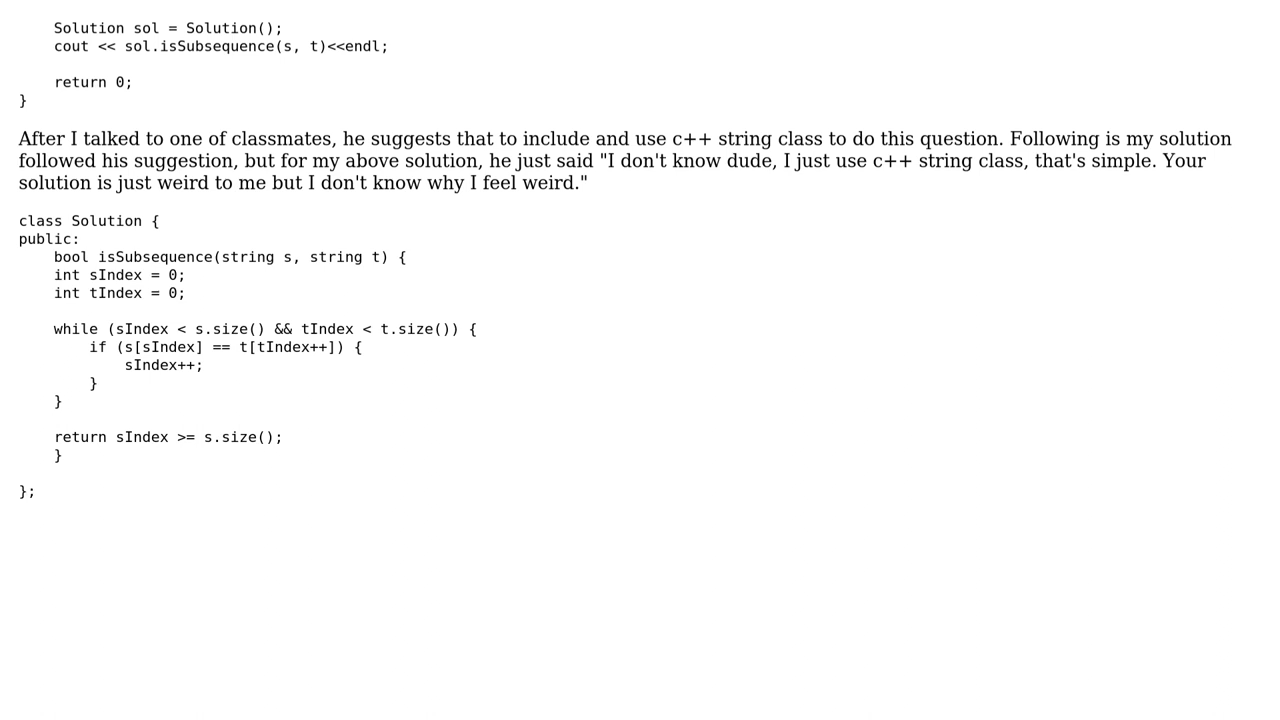 Solution sol = Solution();
    cout << sol.isSubsequence(s, t)<<endl;

    return 0;
}
After I talked to one of classmates, he suggests that to include and use c++ string class to do this question. Following is my solution
followed his suggestion, but for my above solution, he just said "I don't know dude, I just use c++ string class, that's simple. Your
solution is just weird to me but I don't know why I feel weird."
class Solution {
public:
    bool isSubsequence(string s, string t) {
    int sIndex = 0;
    int tIndex = 0;

    while (sIndex < s.size() && tIndex < t.size()) {
        if (s[sIndex] == t[tIndex++]) {
            sIndex++;
        }
    }

    return sIndex >= s.size();
    }

};